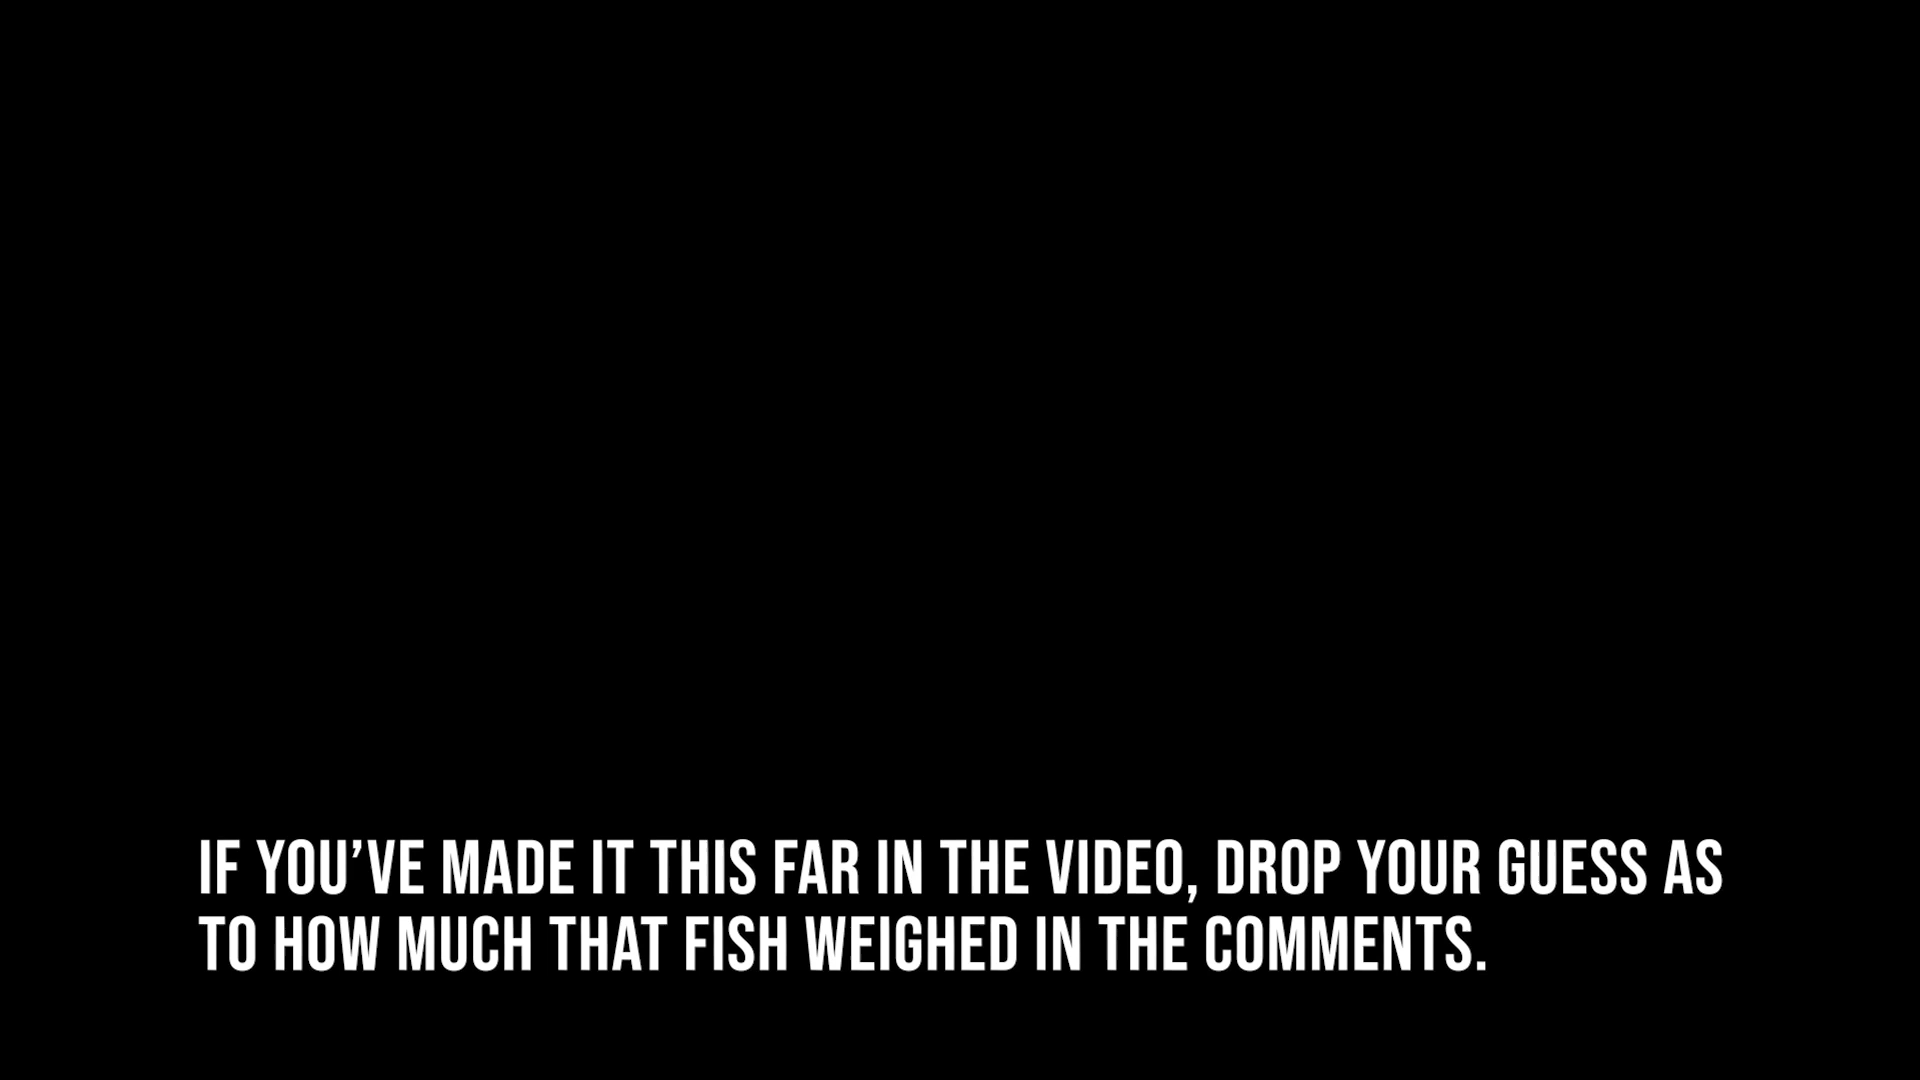 IF YOU’VE MADE IT THIS FAR IN THE VIDEO, DROP YOUR GUESS AS
TO HOW MUCH THAT FISH WEIGHED IN THE COMMENTS.